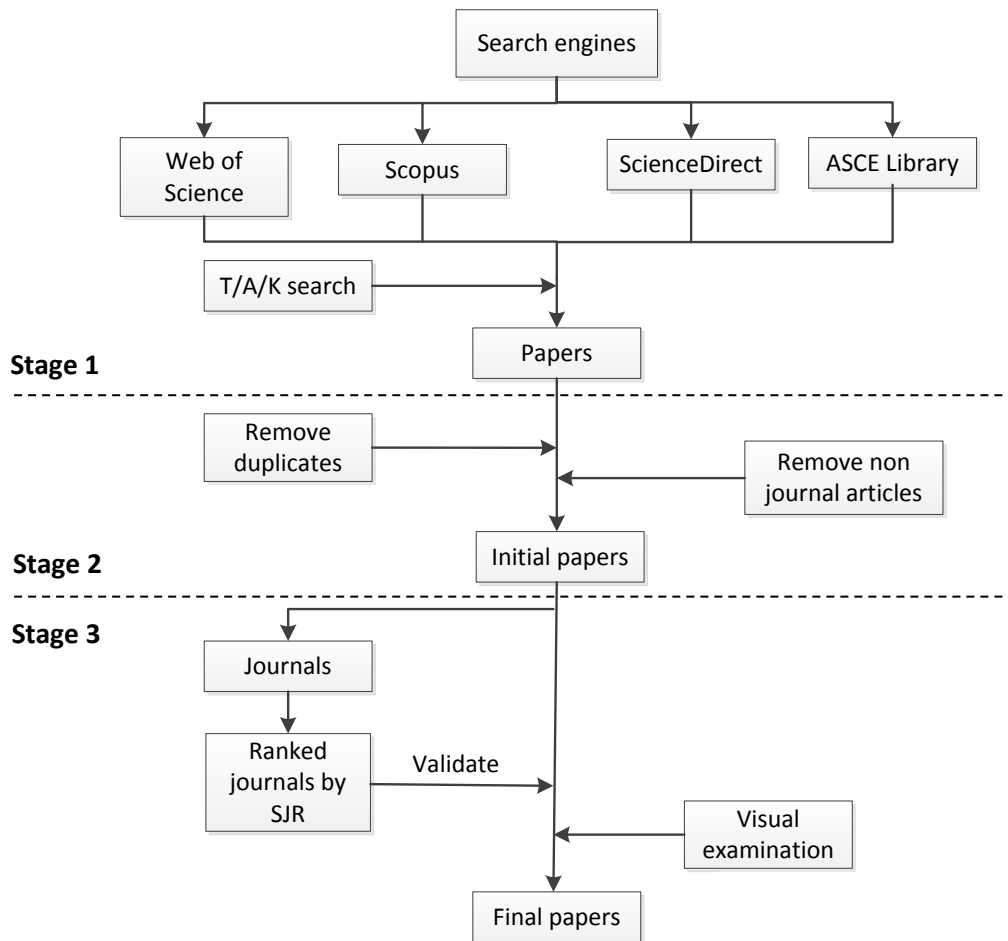 Search engines
Web of
Science
Scopus
ScienceDirect
ASCE Library
T/A/K search
Papers
Stage 1
Remove
duplicates
Remove non
journal articles
Initial papers
Stage 2
Stage 3
Journals
Ranked
journals by
SJR
Validate
Visual
examination
Final papers